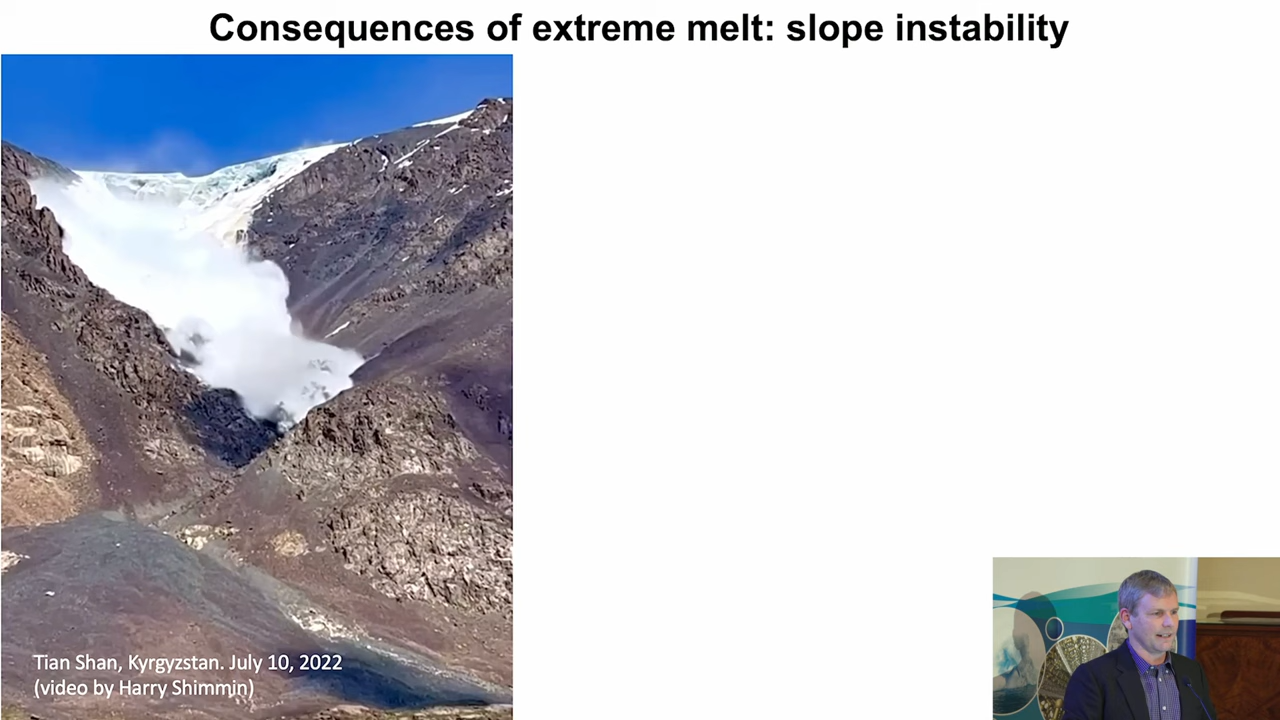 Consequences of extreme melt: slope instability
Tian Shan, Kyrgyzstan. July 10, 2022
(video by Harry Shimmin)